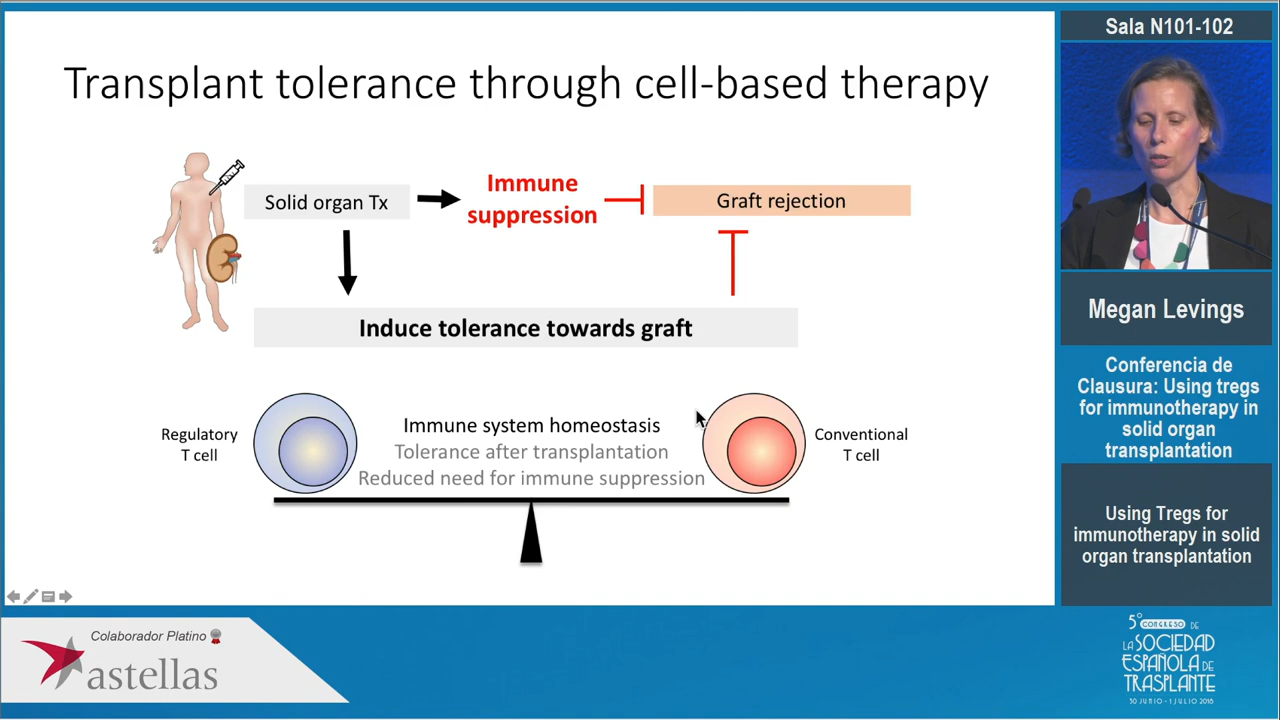 Transplant tolerance through cell-based therapy
Solid organ Tx
Immune
suppression
Graft rejection
Induce tolerance towards graft
Regulatory
T cell
Immune system homeostasis
Tolerance after transplantation
Reduced need for immune suppression
Conventional
T cell
Sala N101-102
Megan Levings
Conferencia de
Clausura: Using tregs
for immunotherapy in
solid organ
transplantation
Using Tregs for
immunotherapy in solid
organ transplantation
Colaborador Platino
astellas
5º CONGRESO DE
LA SOCIEDAD
ESPAÑOLA DE
TRASPLANTE
30 JUNIO - 1 JULIO 2018